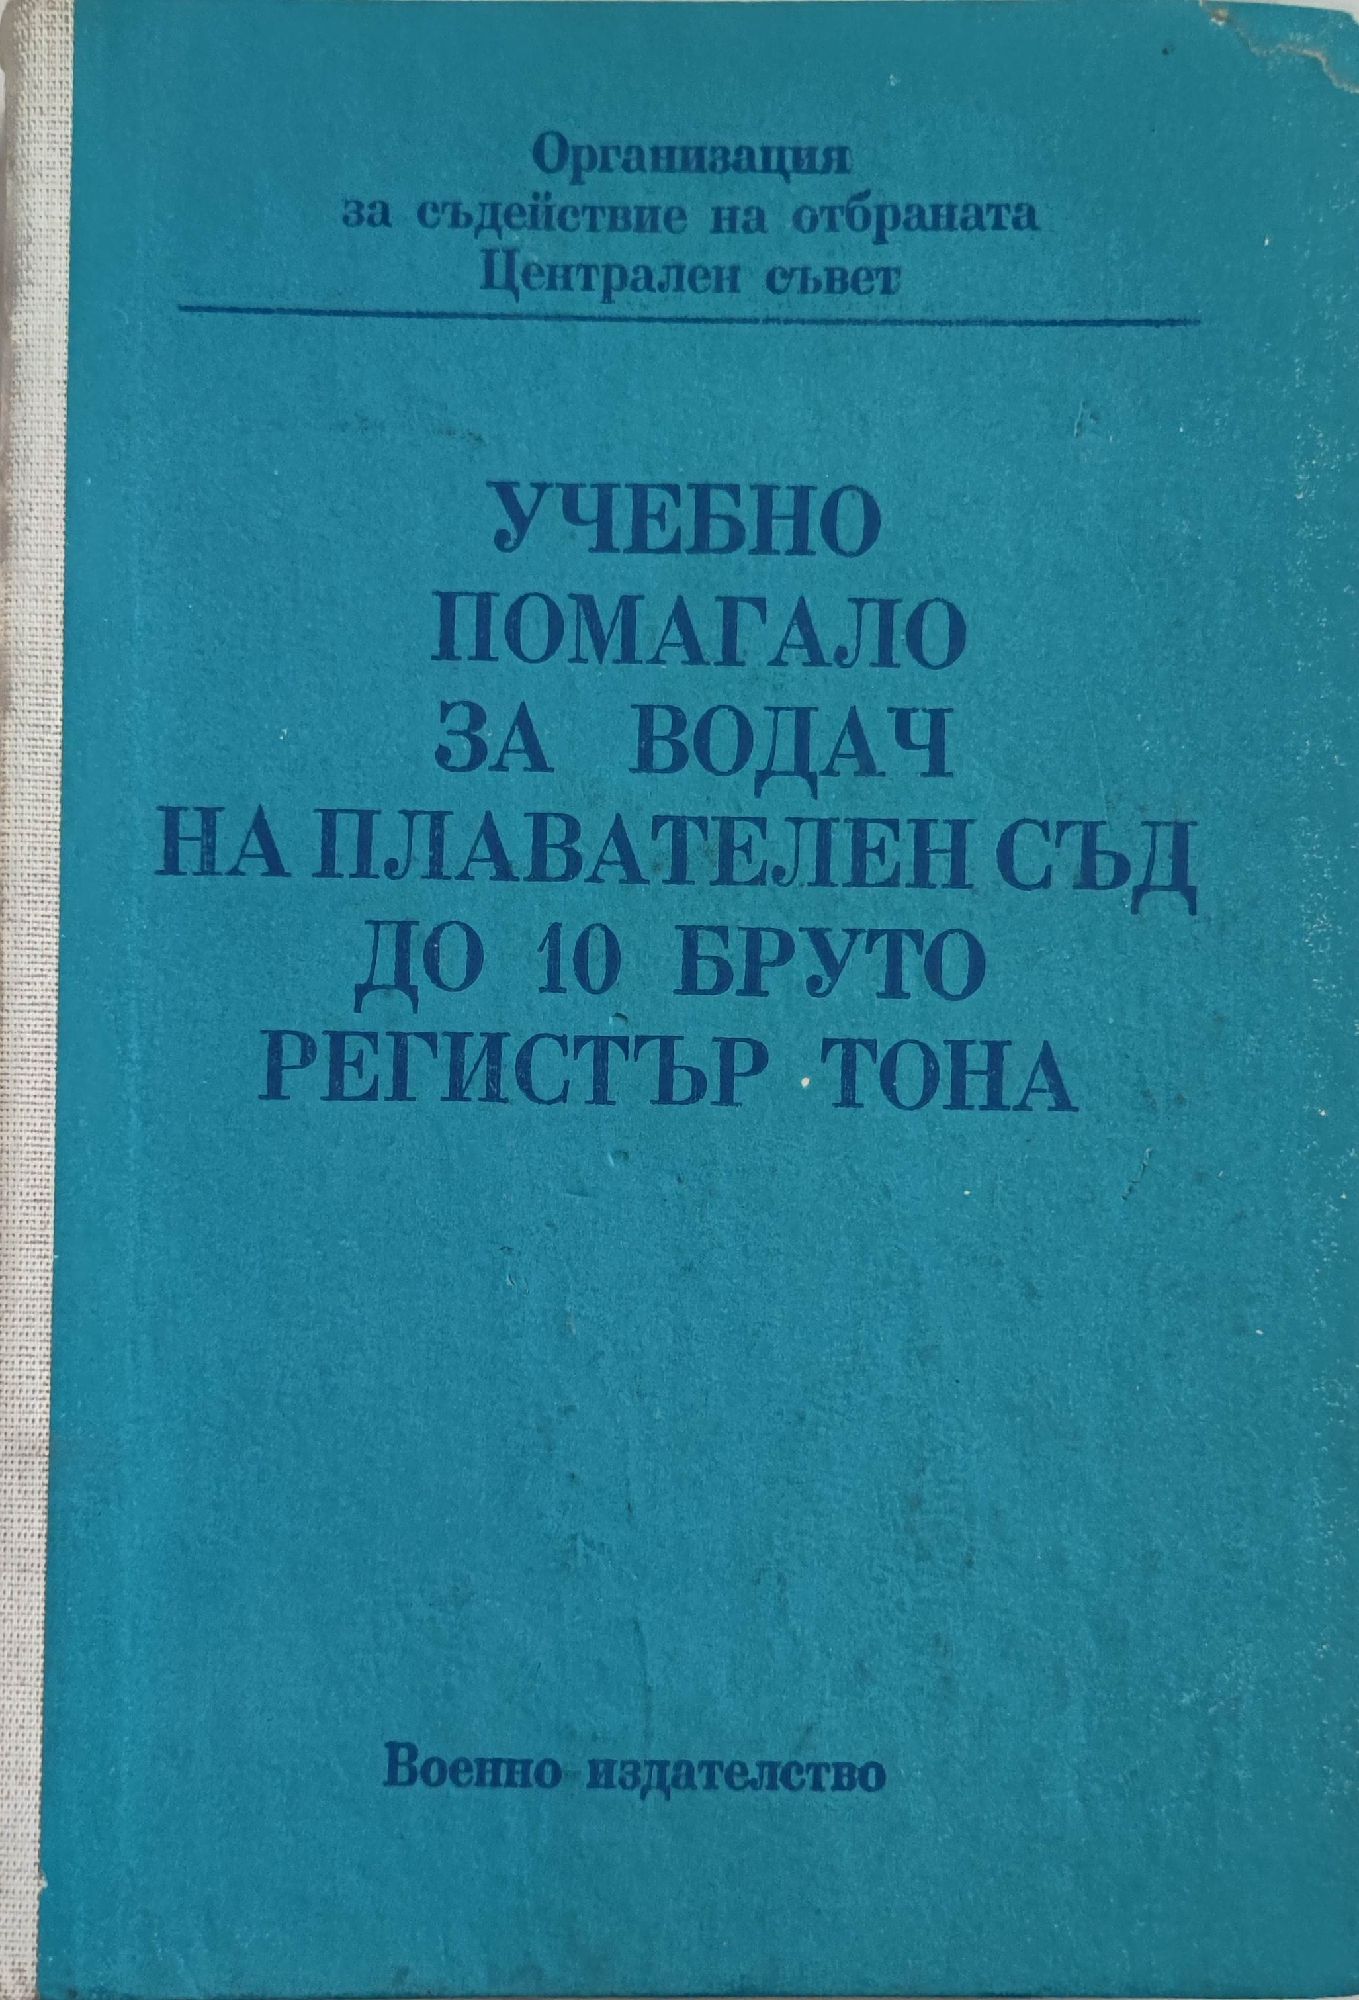 Организация
за съдействие на отбраната
Централен съвет
УЧЕБНО
ПОМАГАЛО
ЗА ВОДАЧ
НА ПЛАВАТЕЛЕН СЪД
ДО 10 БРУТО
РЕГИСТЪР ТОНА
Военно издателство